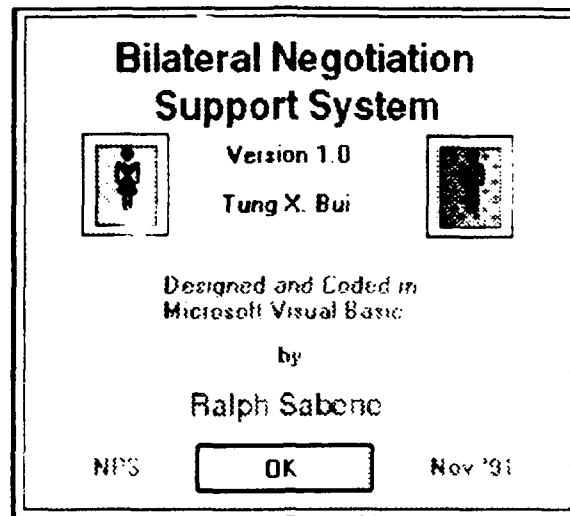 Bilateral Negotiation
Support System
Version 1.0
Tung X. Bui
Designed and Coded in
Microsoft Visual Basic
by
Ralph Sabene
NPS
OK
Nov '91